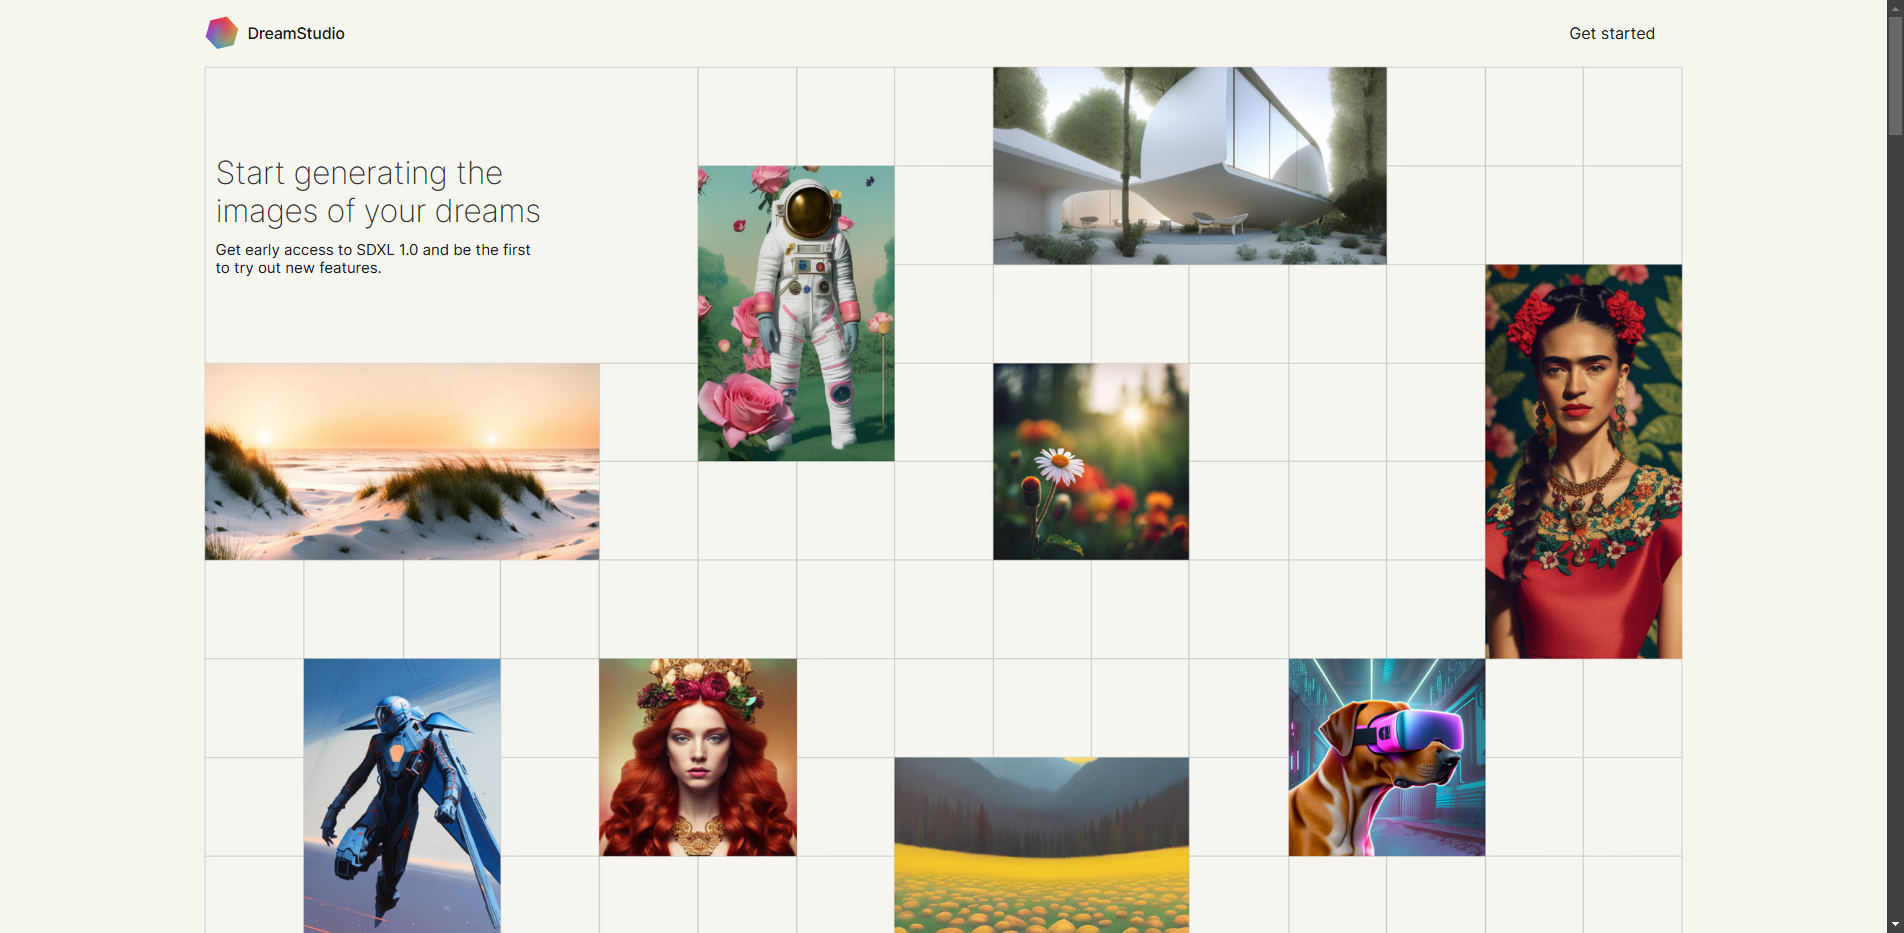 DreamStudio
Get started
Start generating the
images of your dreams
Get early access to SDXL 1.0 and be the first
to try out new features.